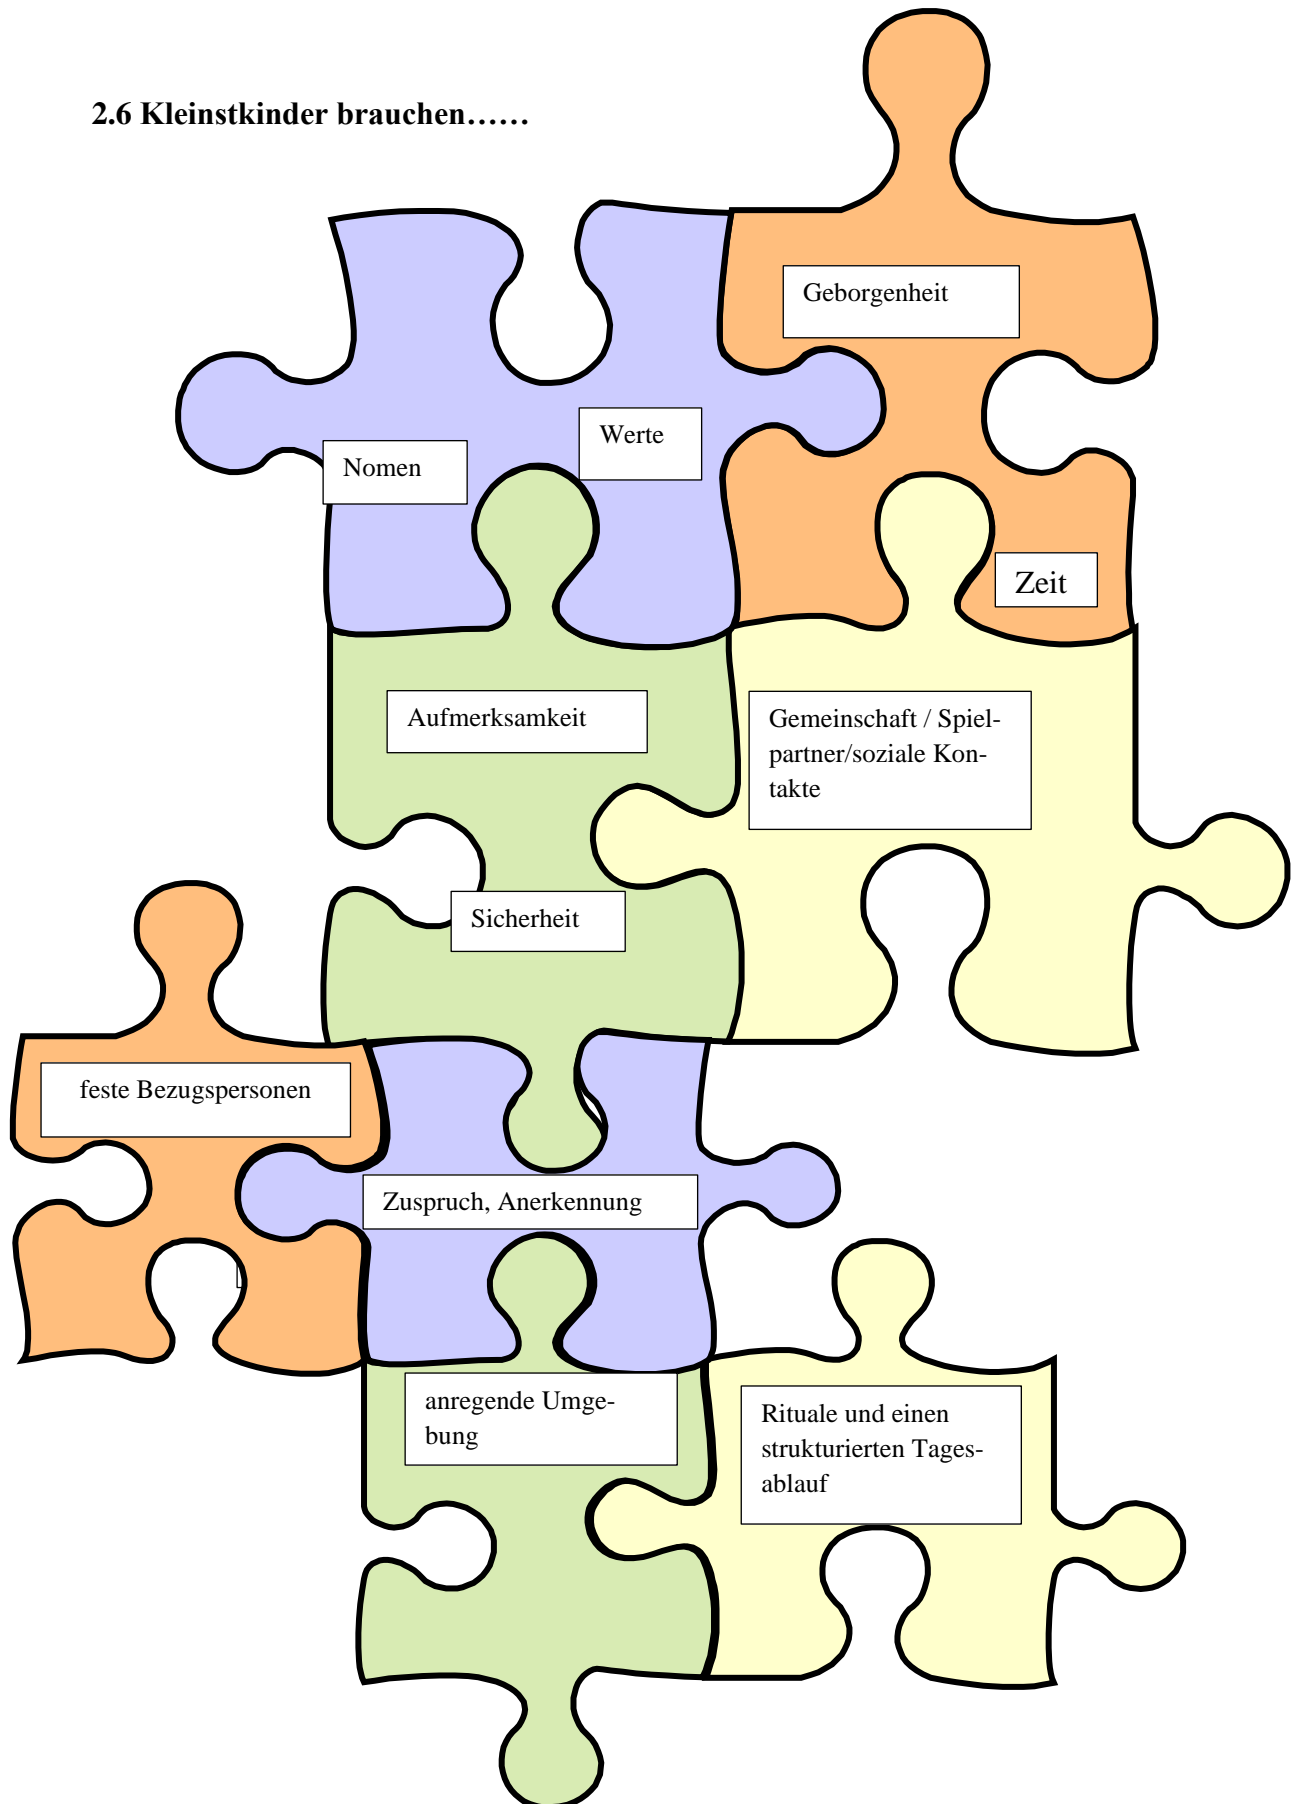 2.6 Kleinstkinder brauchen……
Geborgenheit
Werte
Nomen
Zeit
Aufmerksamkeit
Gemeinschaft / Spiel-
partner/soziale Kon-
takte
Sicherheit
feste Bezugspersonen
Zuspruch, Anerkennung
anregende Umge-
bung
Rituale und einen
strukturierten Tages-
ablauf